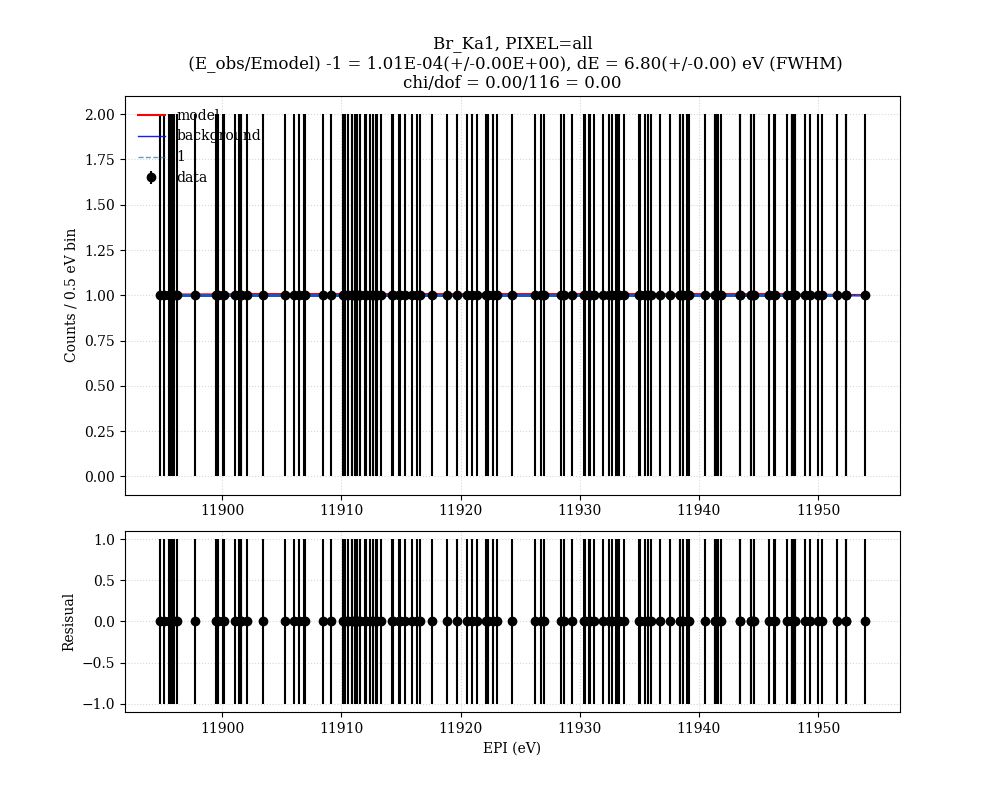 Br_Ka1, PIXEL=all
(E_obs/Emodel) -1 = 1.01E-04(+/-0.00E+00), dE = 6.80(+/-0.00) eV (FWHM)
chi/dof = 0.00/116 = 0.00
model
background
1
data
Counts / 0.5 eV bin
2.00
1.75
1.50
1.25
1.00
0.75
0.50
0.25
0.00
11900 11910 11920 11930 11940 11950
Resisual
1.0
0.5
0.0
−0.5
−1.0
11900 11910 11920 11930 11940 11950
EPI (eV)